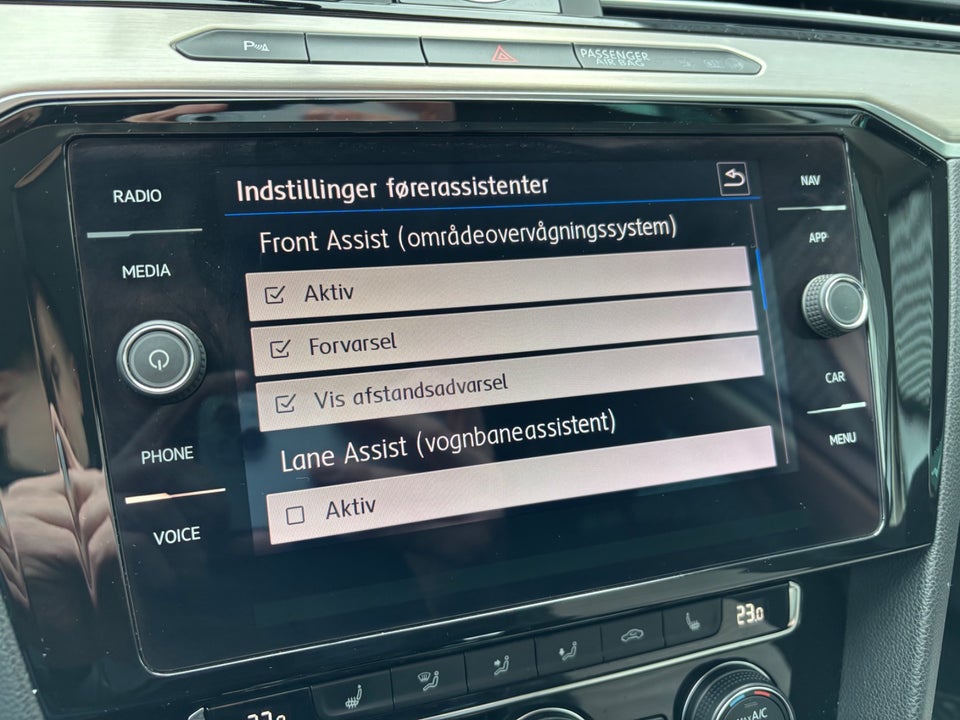 P
PASSENGER
AIR BAG
RADIO
MEDIA
PHONE
VOICE
Indstillinger førerassistenter
Front Assist (områdeovervågningssystem)
Aktiv
Forvarsel
Vis afstandsadvarsel
Lane Assist (vognbaneassistent)
Aktiv
NAV
APP
CAR
MENU
23.0
A/C